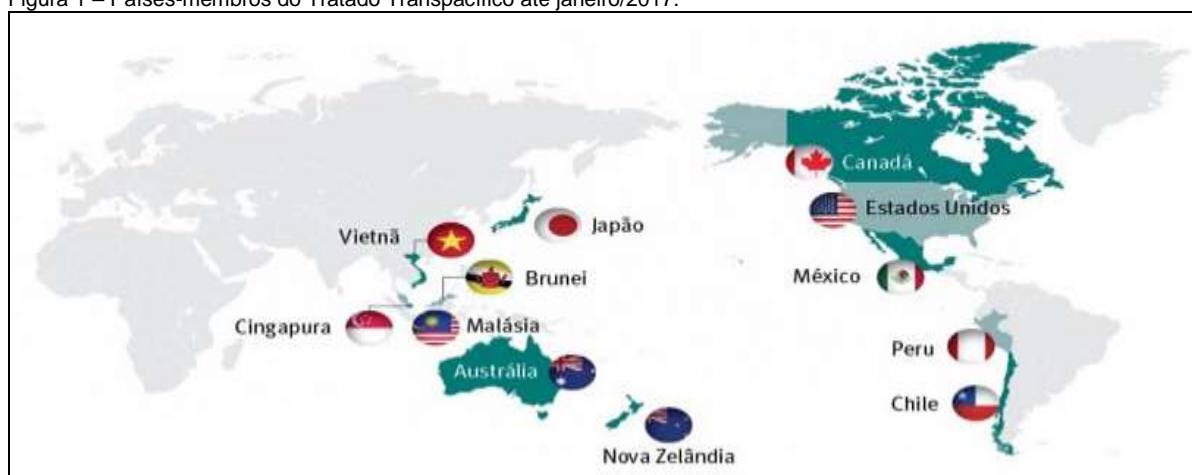 Figura 1 – Países-membros do Tratado Transpacífico até janeiro/2017.
Canadá
Estados Unidos
Japão
Vietnã
Brunei
México
Cingapura
Malásia
Peru
Austrália
Chile
Nova Zelândia